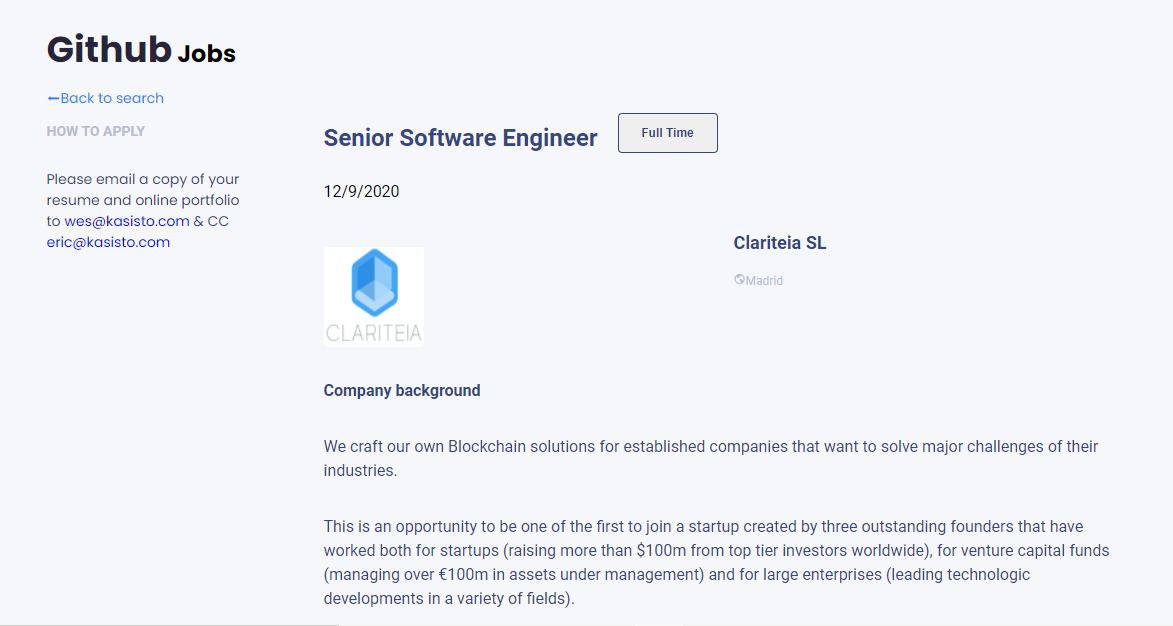 Github Jobs
←Back to search
HOW TO APPLY
Please email a copy of your
resume and online portfolio
to wes@kasisto.com & CC
eric@kasisto.com
Senior Software Engineer
Full Time
12/9/2020
CLARITEIA
Clariteia SL
Madrid
Company background
We craft our own Blockchain solutions for established companies that want to solve major challenges of their
industries.
This is an opportunity to be one of the first to join a startup created by three outstanding founders that have
worked both for startups (raising more than $100m from top tier investors worldwide), for venture capital funds
(managing over €100m in assets under management) and for large enterprises (leading technologic
developments in a variety of fields).